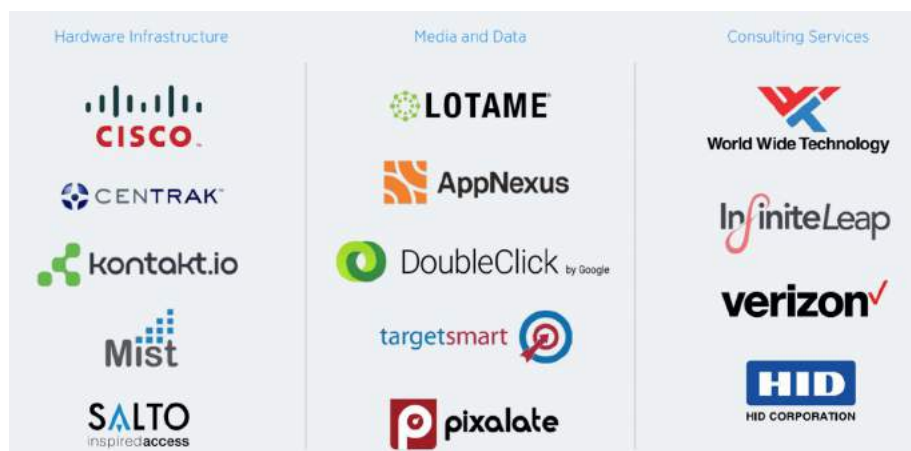 Hardware Infrastructure
CISCO
CENTRAK™
kontakt.io
Mist
SALTO
inspiredaccess
Media and Data
LOTAME
AppNexus
DoubleClick by Google
targetsmart
pixalate
Consulting Services
World Wide Technology
InfiniteLeap
verizon✓
HID
HID CORPORATION